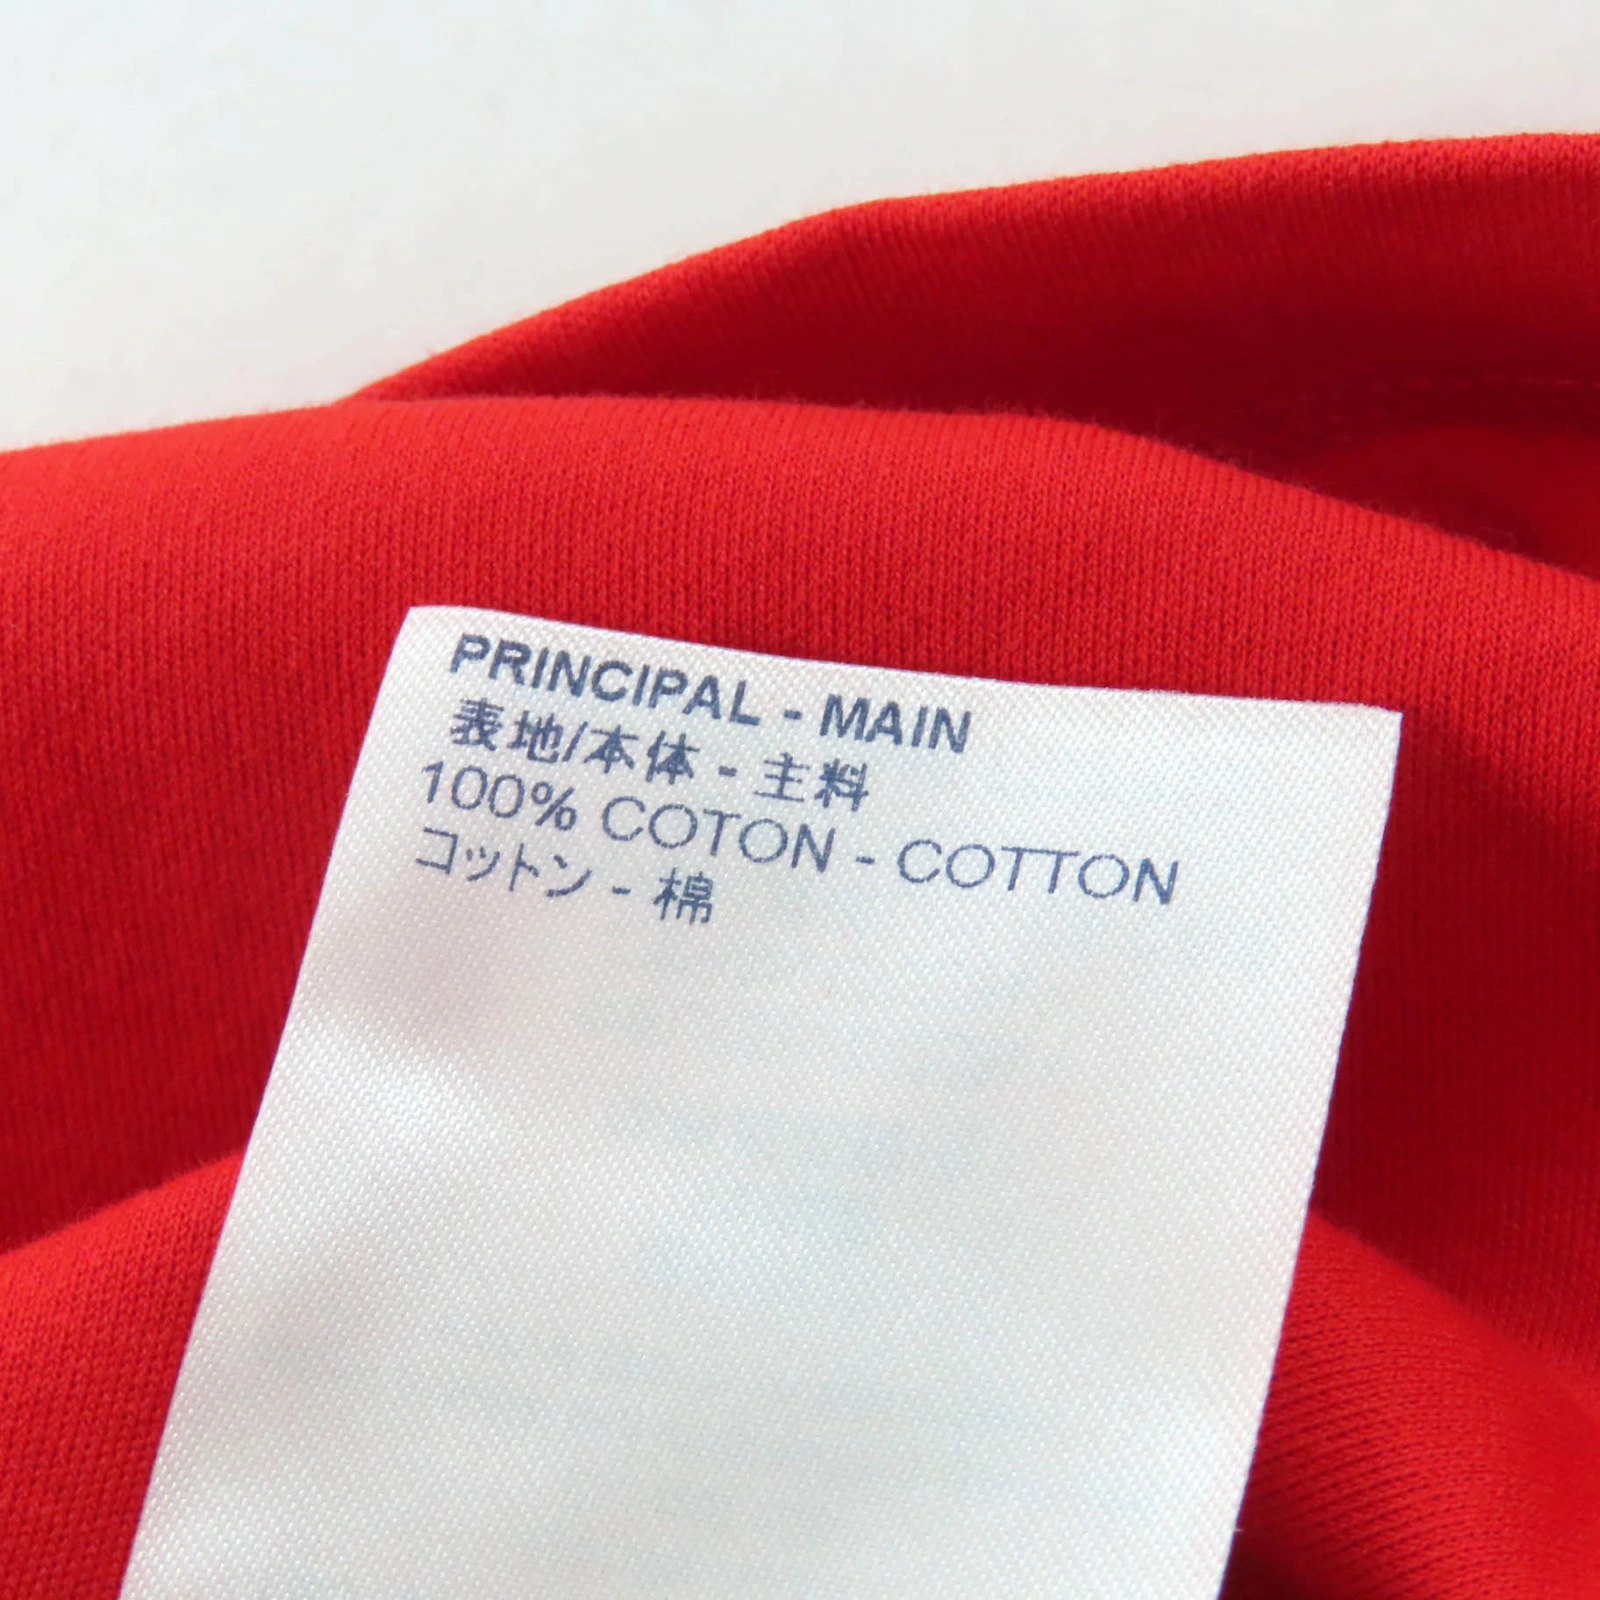 PRINCIPAL - MAIN
表地/本体 - 主料
100% COTON - COTTON
コットン - 棉